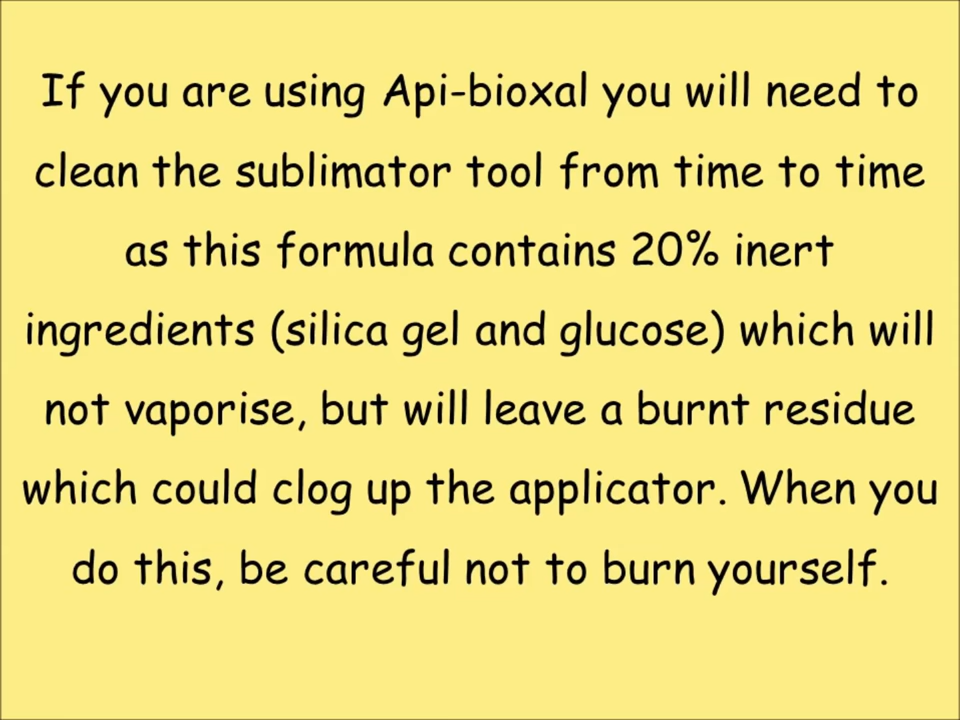 If you are using Api-bioxal you will need to
clean the sublimator tool from time to time
as this formula contains 20% inert
ingredients (silica gel and glucose) which will
not vaporise, but will leave a burnt residue
which could clog up the applicator. When you
do this, be careful not to burn yourself.